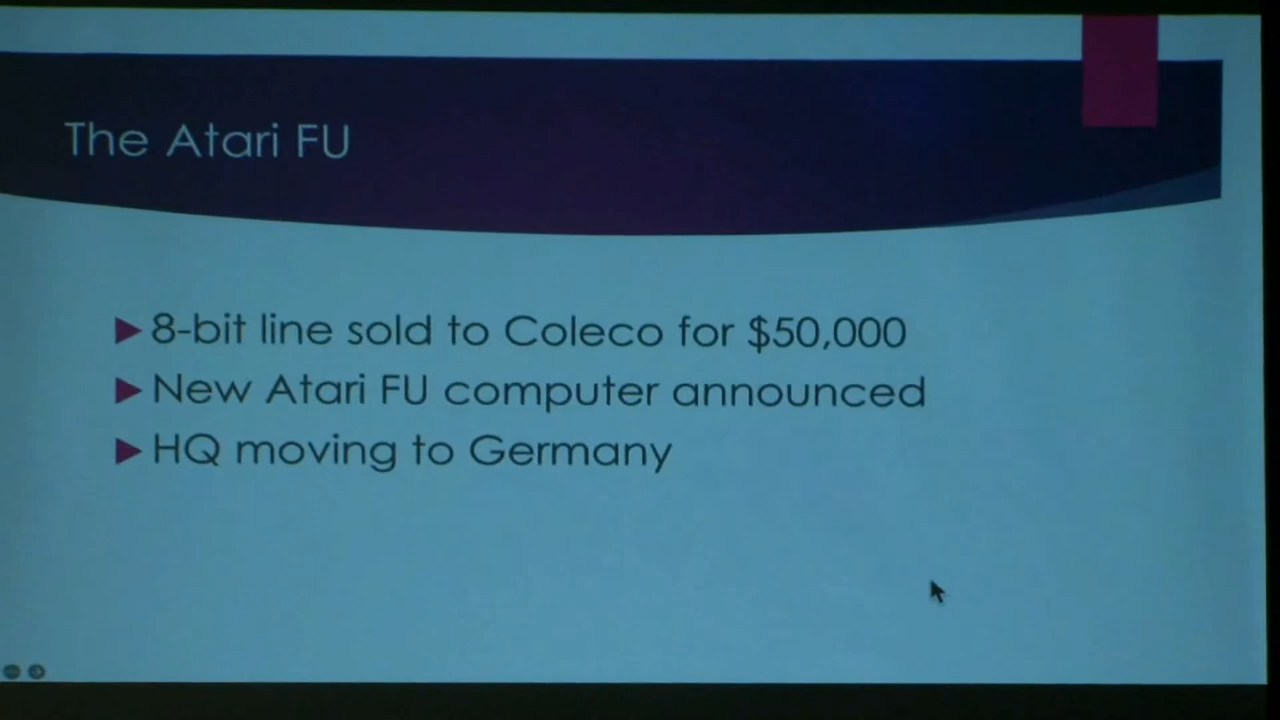 The Atari FU
8-bit line sold to Coleco for $50,000
New Atari FU computer announced
HQ moving to Germany